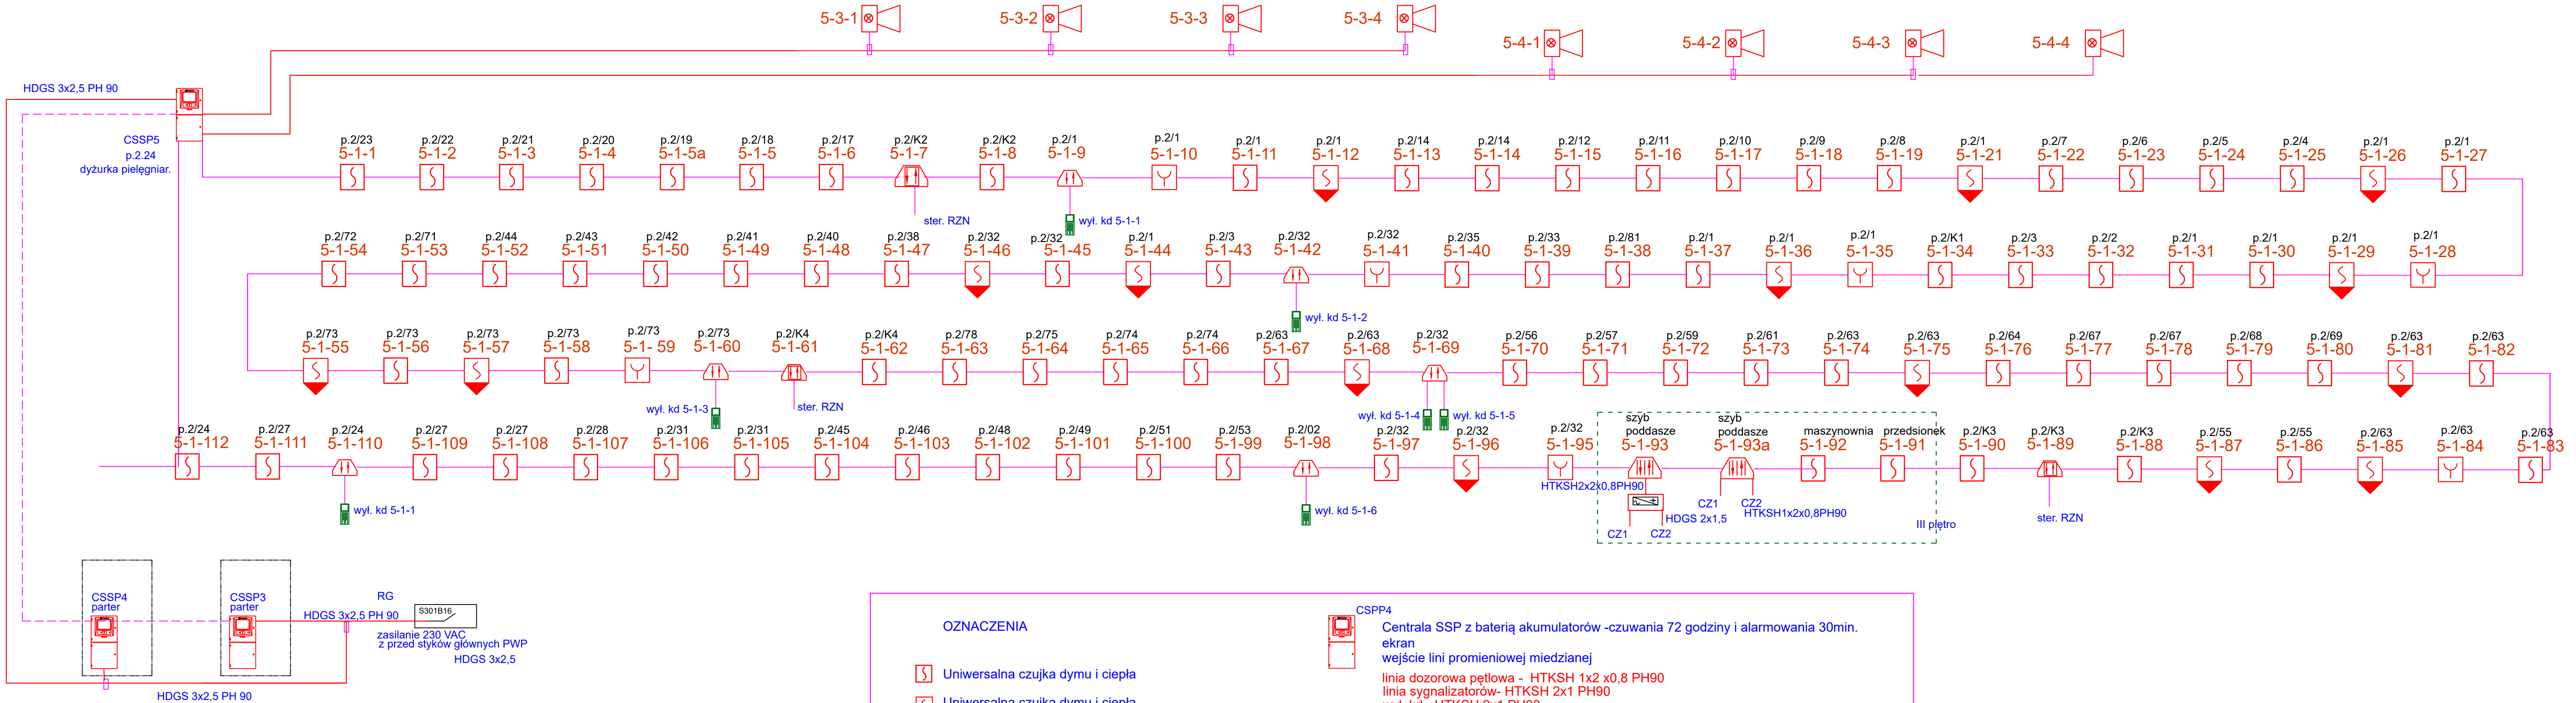 5-3-1
5-3-2
5-3-3
5-3-4
5-4-1
5-4-2
5-4-3
5-4-4
HDGS 3x2,5 PH 90
CSSP5
p.2.24
dyżurka pielęgniar.
p.2/23
5-1-1
p.2/22
5-1-2
p.2/21
5-1-3
p.2/20
5-1-4
p.2/19
5-1-5a
p.2/18
5-1-5
p.2/17
5-1-6
p.2/K2
5-1-7
p.2/K2
5-1-8
p.2/1
5-1-9
p.2/1
5-1-10
p.2/1
5-1-11
p.2/1
5-1-12
p.2/14
5-1-13
p.2/14
5-1-14
p.2/12
5-1-15
p.2/11
5-1-16
p.2/10
5-1-17
p.2/9
5-1-18
p.2/8
5-1-19
p.2/1
5-1-21
p.2/7
5-1-22
p.2/6
5-1-23
p.2/5
5-1-24
p.2/4
5-1-25
p.2/1
5-1-26
p.2/1
5-1-27
ster. RZN
wył. kd 5-1-1
p.2/72
5-1-54
p.2/71
5-1-53
p.2/44
5-1-52
p.2/43
5-1-51
p.2/42
5-1-50
p.2/41
5-1-49
p.2/40
5-1-48
p.2/38
5-1-47
p.2/32
5-1-46
p.2/32
5-1-45
p.2/1
5-1-44
p.2/3
5-1-43
p.2/32
5-1-42
p.2/32
5-1-41
p.2/35
5-1-40
p.2/33
5-1-39
p.2/81
5-1-38
p.2/1
5-1-37
p.2/1
5-1-36
p.2/1
5-1-35
p.2/K1
5-1-34
p.2/3
5-1-33
p.2/2
5-1-32
p.2/1
5-1-31
p.2/1
5-1-30
p.2/1
5-1-29
p.2/1
5-1-28
wył. kd 5-1-2
p.2/73
5-1-55
p.2/73
5-1-56
p.2/73
5-1-57
p.2/73
5-1-58
p.2/73
5-1- 59
p.2/73
5-1-60
p.2/K4
5-1-61
p.2/K4
5-1-62
p.2/78
5-1-63
p.2/75
5-1-64
p.2/74
5-1-65
p.2/74
5-1-66
p.2/63
5-1-67
p.2/63
5-1-68
p.2/32
5-1-69
p.2/56
5-1-70
p.2/57
5-1-71
p.2/59
5-1-72
p.2/61
5-1-73
p.2/63
5-1-74
p.2/63
5-1-75
p.2/64
5-1-76
p.2/67
5-1-77
p.2/67
5-1-78
p.2/68
5-1-79
p.2/69
5-1-80
p.2/63
5-1-81
p.2/63
5-1-82
wył. kd 5-1-3
ster. RZN
wył. kd 5-1-4
wył. kd 5-1-5
p.2/24
5-1-112
p.2/27
5-1-111
p.2/24
5-1-110
p.2/27
5-1-109
p.2/27
5-1-108
p.2/28
5-1-107
p.2/31
5-1-106
p.2/31
5-1-105
p.2/45
5-1-104
p.2/46
5-1-103
p.2/48
5-1-102
p.2/49
5-1-101
p.2/51
5-1-100
p.2/53
5-1-99
p.2/02
5-1-98
p.2/32
5-1-97
p.2/32
5-1-96
p.2/32
5-1-95
szyb
poddasze
5-1-93
szyb
poddasze
5-1-93a
maszynownia
5-1-92
przedsionek
5-1-91
p.2/K3
5-1-90
p.2/K3
5-1-89
p.2/K3
5-1-88
p.2/55
5-1-87
p.2/55
5-1-86
p.2/63
5-1-85
p.2/63
5-1-84
p.2/63
5-1-83
wył. kd 5-1-1
wył. kd 5-1-6
HTKSH2x2x0,8PH90
HDGS 2x1,5
CZ1
CZ2
CZ1
CZ2
HTKSH1x2x0,8PH90
III piętro
ster. RZN
CSSP4
parter
CSSP3
parter
RG
HDGS 3x2,5 PH 90
S301B16
zasilanie 230 VAC
z przed styków głównych PWP
HDGS 3x2,5
HDGS 3x2,5 PH 90
OZNACZENIA
Uniwersalna czujka dymu i ciepła
Uniwersalna czujka dymu i ciepła
CSPP4
Centrala SSP z baterią akumulatorów -czuwania 72 godziny i alarmowania 30min.
ekran
wejście lini promieniowej miedzianej
linia dozorowa pętlowa - HTKSH 1x2 x0,8 PH90
linia sygnalizatorów- HTKSH 2x1 PH90